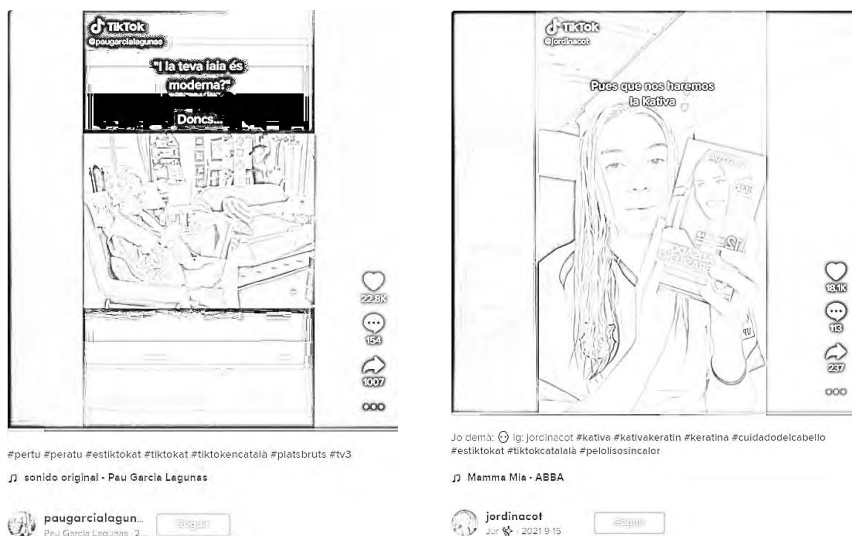 TikTok
@paugarcialagunas
"I la teva iaia és
moderna?"
Doncs...
22.8K
154
1007
#pertu #peratu #estiktokat #tiktokat #tiktokencatalà #platsbruts #tv3
sonido original - Pau Garcia Lagunas
paugarcialagun...
Seguir
Pau Garcia Lagunas · 2...
TikTok
@jordinacot
Pues que nos haremos
la Kativa
18.1K
113
237
Jo demà: Ig: jordinacot #kativa #kativakeratin #keratina #cuidadodelcabello
#estiktokat #tiktokcatalalà #pelolisosincalor
Mamma Mia - ABBA
jordinacot
Seguir
Jur · 2021-9-15